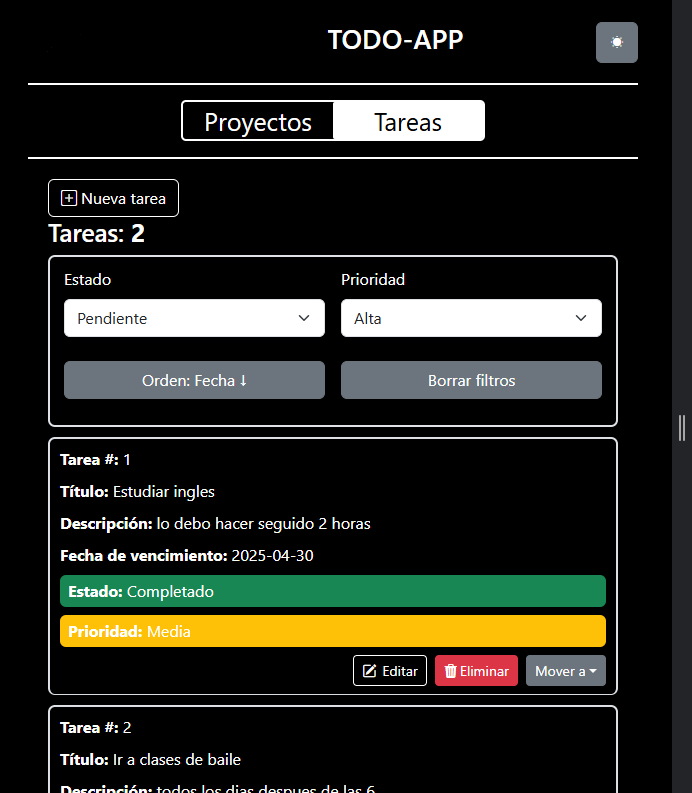 TODO-APP
Proyectos Tareas
Nueva tarea
Tareas: 2
Estado Prioridad
Pendiente Alta
Orden: Fecha ↓ Borrar filtros
Tarea #: 1
Título: Estudiar ingles
Descripción: lo debo hacer seguido 2 horas
Fecha de vencimiento: 2025-04-30
Estado: Completado
Prioridad: Media
Editar Eliminar Mover a
Tarea #: 2
Título: Ir a clases de baile
Descripción: todos los dias despues de las 6